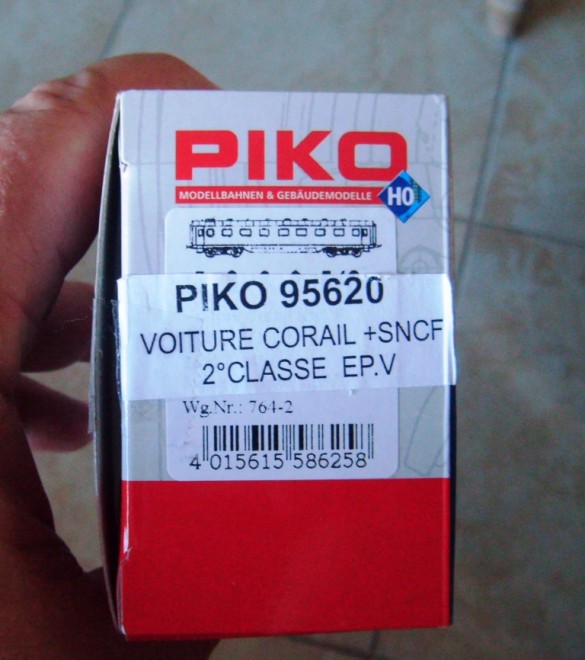 PIKO
MODELLBAHNEN & GEBÄUDEMODELLE
H0
PIKO 95620
VOITURE CORAIL +SNCF
2°CLASSE EP.V
Wg.Nr.: 764-2
4 015615 586258